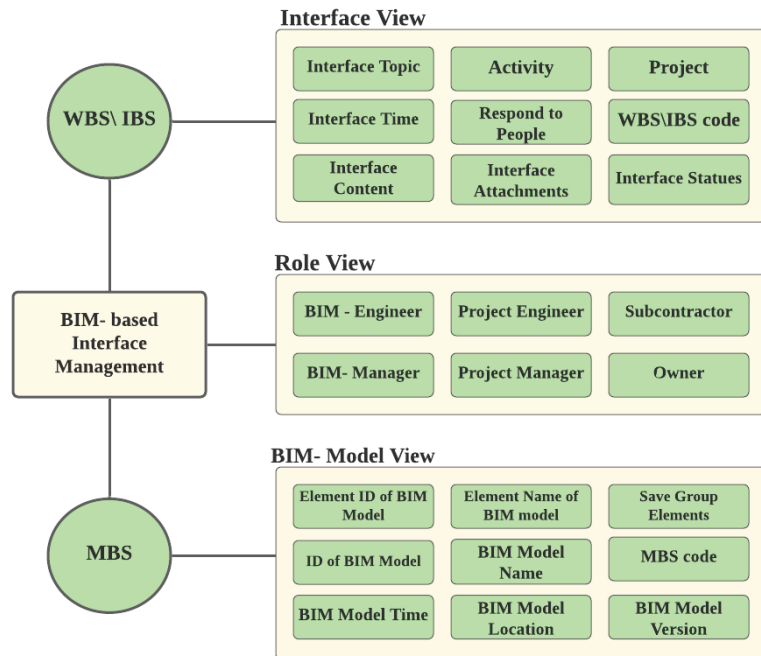 Interface View
WBS\ IBS
Interface Topic
Activity
Project
Interface Time
Respond to
People
WBS\IBS code
Interface
Content
Interface
Attachments
Interface Statues
Role View
BIM- based
Interface
Management
BIM - Engineer
Project Engineer
Subcontractor
BIM- Manager
Project Manager
Owner
BIM- Model View
MBS
Element ID of BIM
Model
Element Name of
BIM model
Save Group
Elements
ID of BIM Model
BIM Model
Name
MBS code
BIM Model Time
BIM Model
Location
BIM Model
Version